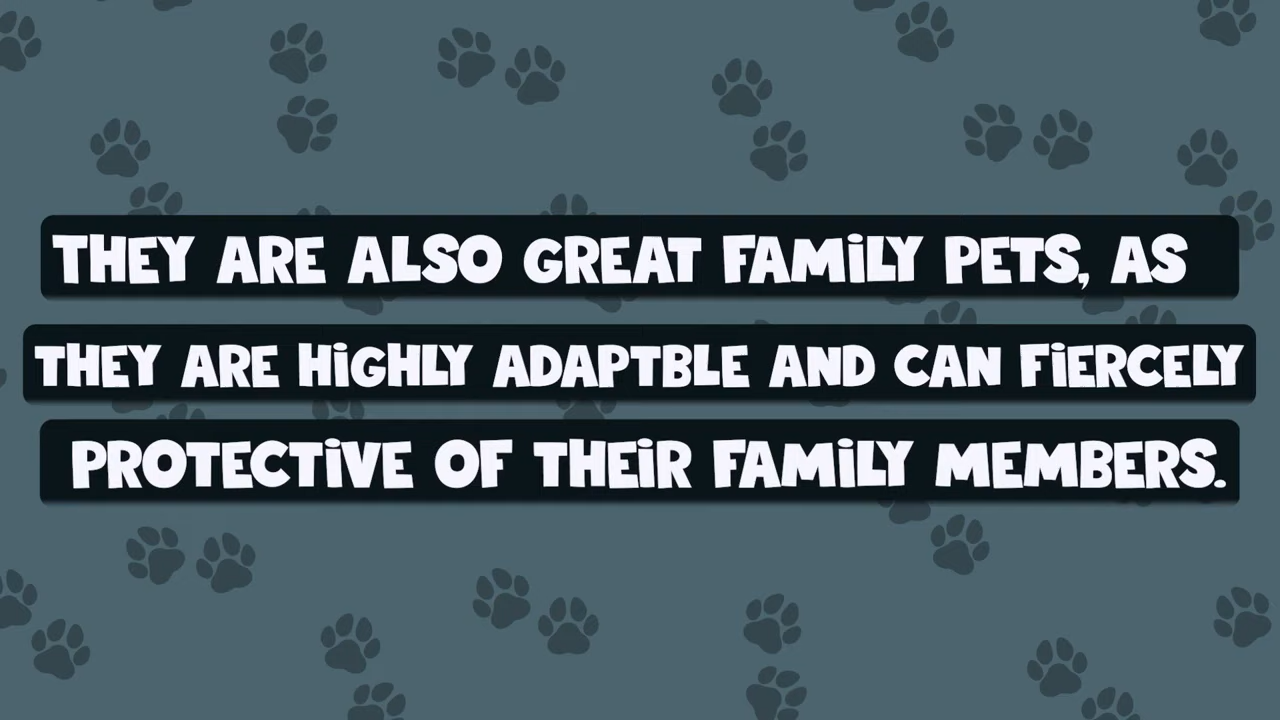 THEY ARE ALSO GREAT FAMiLY PETS, AS
THEY ARE HiGHLY ADAPTBLE AND CAN FiERCELY
PROTECTiVE OF THEiR FAMiLY MEMBERS.